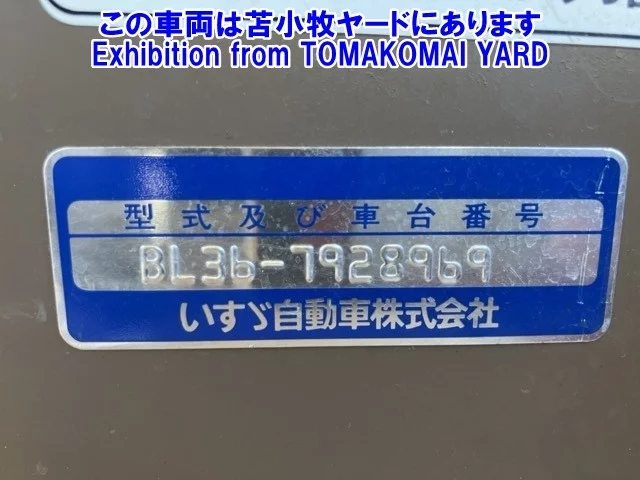 この車両は苫小牧ヤードにあります
Exhibition from TOMAKOMAI YARD
型式及び車台番号
BL36-7928969
いすゞ自動車株式会社